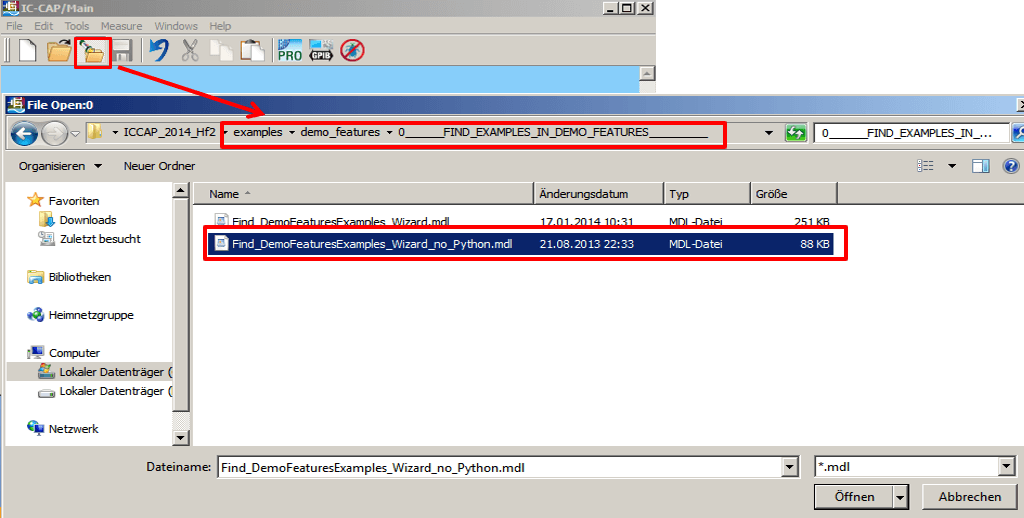 IC-CAP/Main
File Edit Tools Measure Windows Help
PRO GPIB
File Open:0
ICCAP_2014_Hf2 examples demo_features 0______FIND_EXAMPLES_IN_DEMO_FEATURES__________ 0______FIND_EXAMPLES_IN_...
Organisieren Neuer Ordner
Name Änderungsdatum Typ Größe
Favoriten
Downloads
Zuletzt besucht
Bibliotheken
Heimnetzgruppe
Computer
Lokaler Datenträger (
Lokaler Datenträger (
Netzwerk
Find_DemoFeaturesExamples_Wizard.mdl 17.01.2014 10:31 MDL-Datei 251 KB
Find_DemoFeaturesExamples_Wizard_no_Python.mdl 21.08.2013 22:33 MDL-Datei 88 KB
Dateiname: Find_DemoFeaturesExamples_Wizard_no_Python.mdl *.mdl
Öffnen Abbrechen